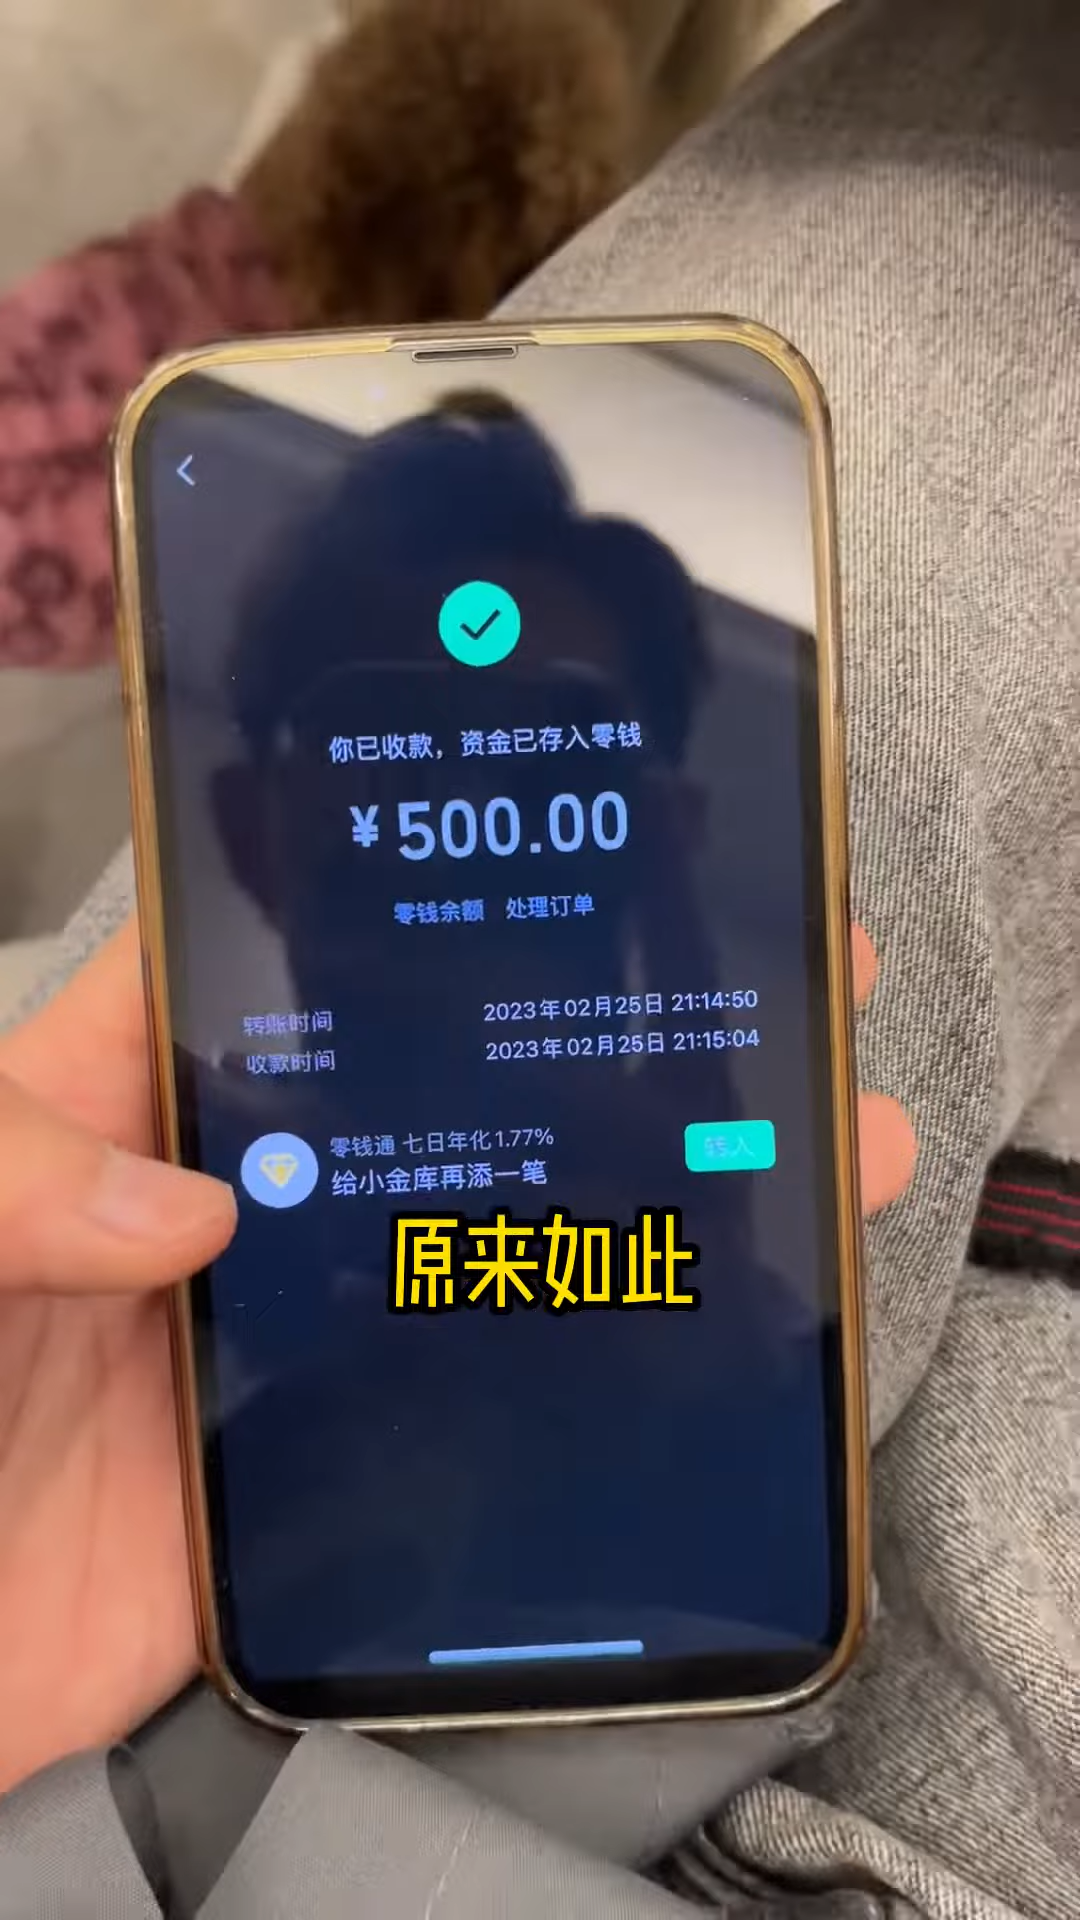 你已收款，资金已存入零钱
¥500.00
零钱余额 处理订单
转账时间 2023年02月25日 21:14:50
收款时间 2023年02月25日 21:15:04
零钱通 七日年化1.77%
给小金库再添一笔
转入
原来如此